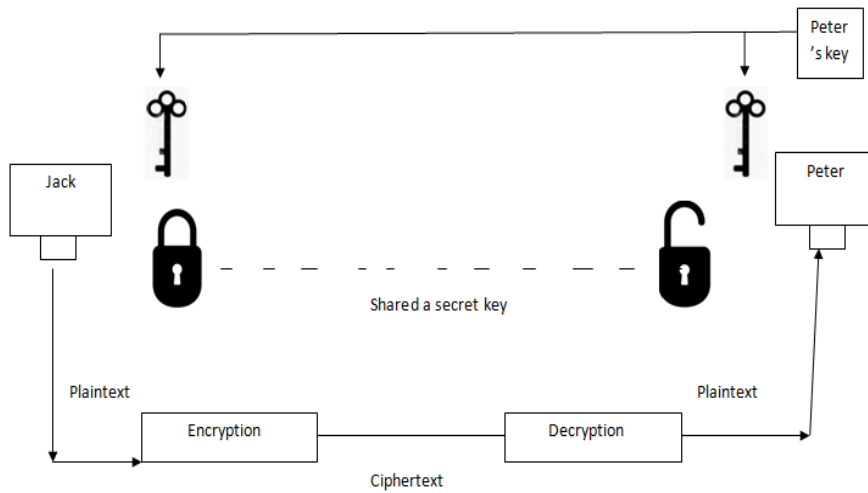 Peter
's key
Jack
Peter
Shared a secret key
Plaintext
Plaintext
Encryption
Decryption
Ciphertext